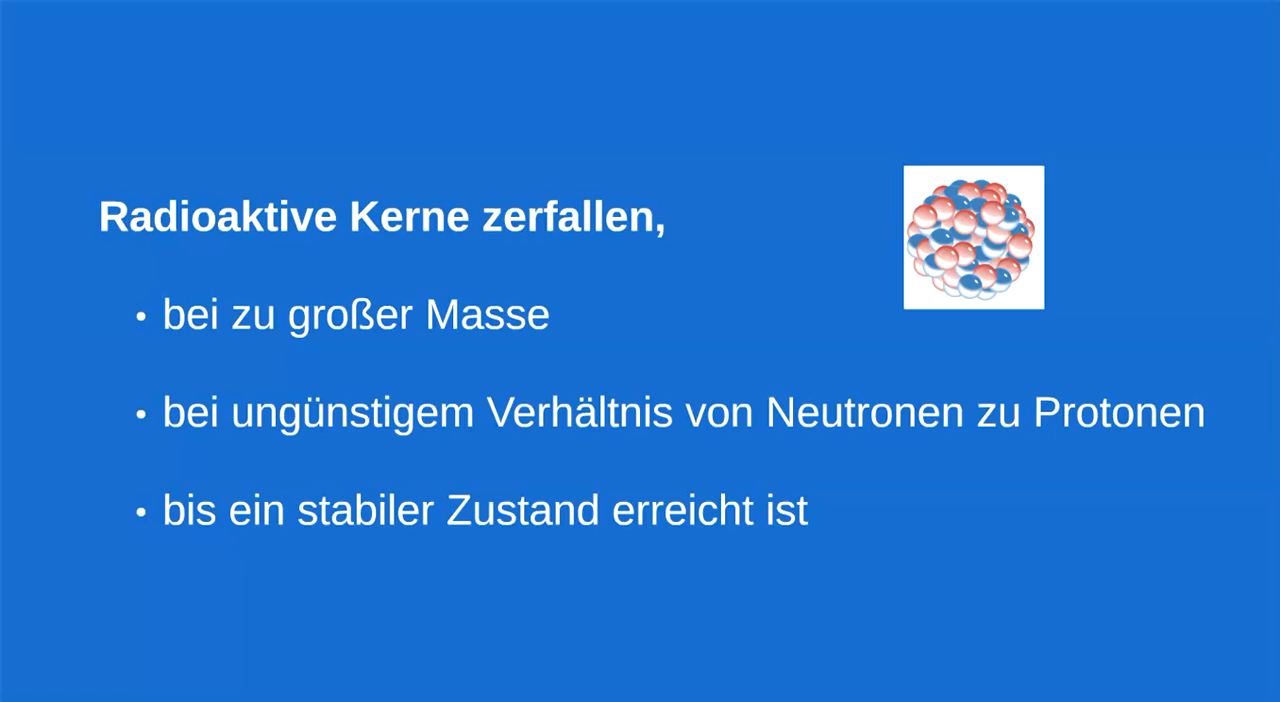 Radioaktive Kerne zerfallen,
• bei zu großer Masse
• bei ungünstigem Verhältnis von Neutronen zu Protonen
• bis ein stabiler Zustand erreicht ist